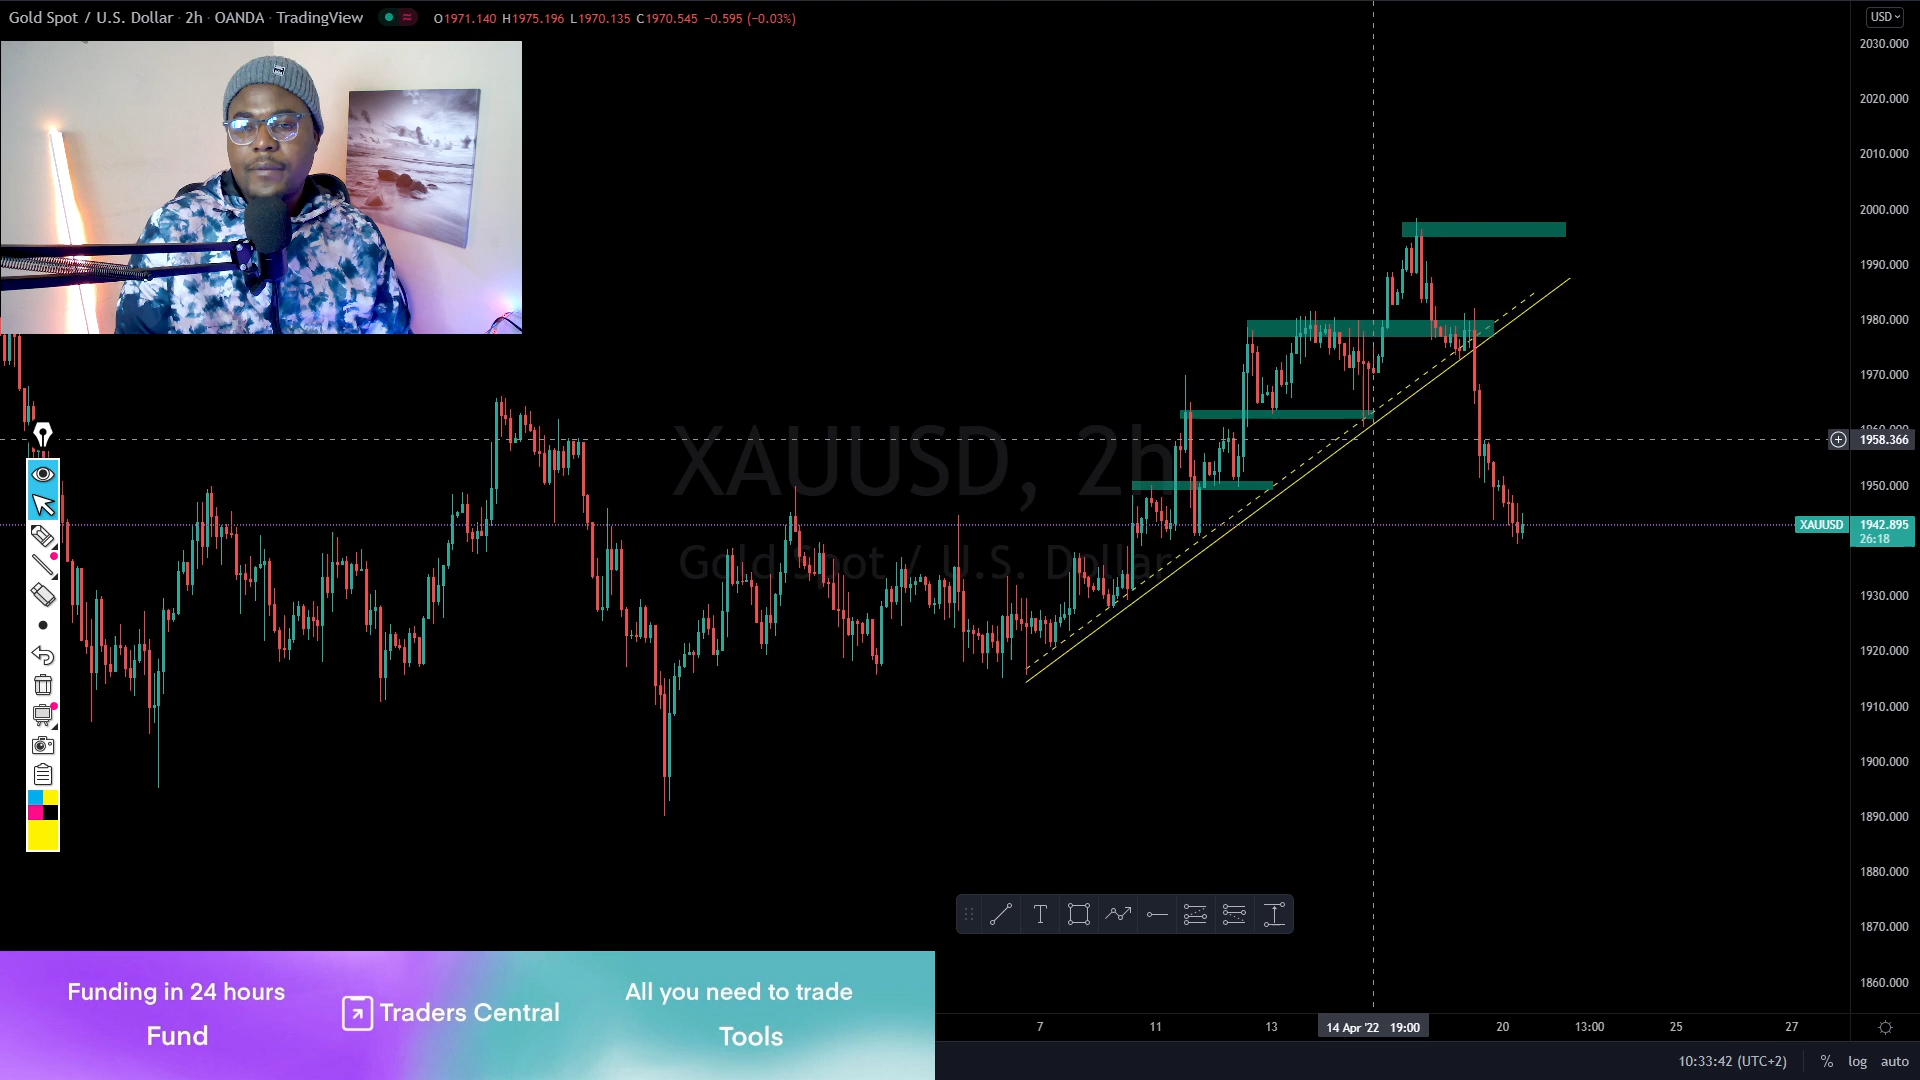 Gold Spot / U.S. Dollar · 2h · OANDA · TradingView
O1971.140 H1975.196 L1970.135 C1970.545 −0.595 (−0.03%)
USD
2030.000
2020.000
2010.000
2000.000
1990.000
1980.000
1970.000
1960.000
1958.366
1950.000
XAUUSD 1942.895
26:18
1930.000
1920.000
1910.000
1900.000
1890.000
1880.000
1870.000
1860.000
XAUUSD, 2h
Gold Spot / U.S. Dollar
T
Funding in 24 hours
Fund
Traders Central
All you need to trade
Tools
7
11
13
14 Apr '22 19:00
20
13:00
25
27
10:33:42 (UTC+2)
%
log
auto